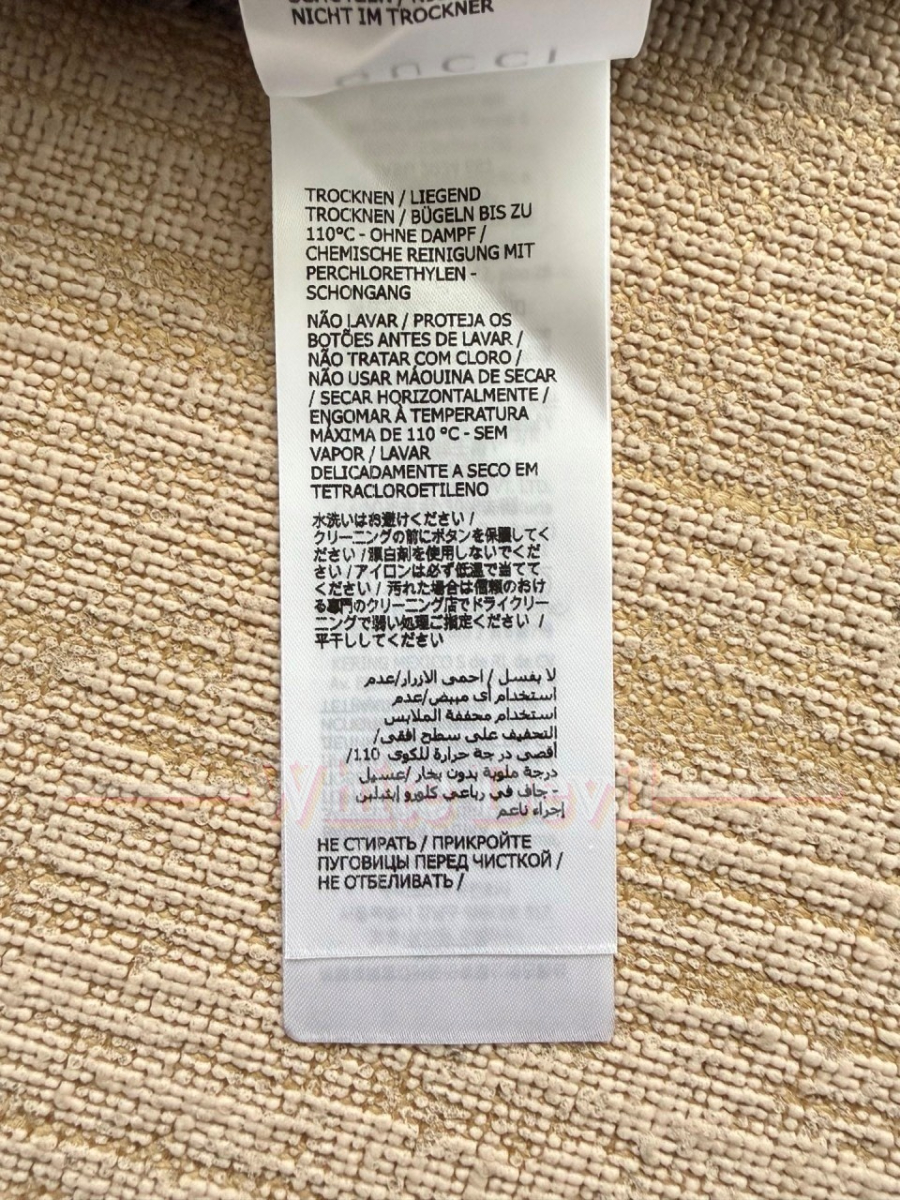 NICHT IM TROCKNER
TROCKNEN / LIEGEND
TROCKNEN / BÜGELN BIS ZU
110°C - OHNE DAMPF /
CHEMISCHE REINIGUNG MIT
PERCHLORETHYLEN -
SCHONGANG
NÃO LAVAR / PROTEJA OS
BOTÕES ANTES DE LAVAR /
NÃO TRATAR COM CLORO /
NÃO USAR MÁQUINA DE SECAR
/ SECAR HORIZONTALMENTE /
ENGOMAR À TEMPERATURA
MÁXIMA DE 110 °C - SEM
VAPOR / LAVAR
DELICADAMENTE A SECO EM
TETRACLOROETILENO
水洗いはお避けください /
クリーニングの前にボタンを保護してく
ださい / 漂白剤を使用しないでくだ
さい / アイロンは必ず低温で当てて
ください / 汚れた場合は信頼のおけ
る専門のクリーニング店でドライクリー
ニングで弱い処理ご指定ください /
平干ししてください
لا يغسل / احمى الازرار/عدم
استخدام أى مبيض/عدم
استخدام مجففة الملابس
التجفيف على سطح افقى/
أقصى درجة حرارة للكوى 110/
درجة ملوية بدون بخار /غسيل
جاف في رباعي كلورو إيثيلين -
إجراء ناعم
НЕ СТИРАТЬ / ПРИКРОЙТЕ
ПУГОВИЦЫ ПЕРЕД ЧИСТКОЙ /
НЕ ОТБЕЛИВАТЬ /